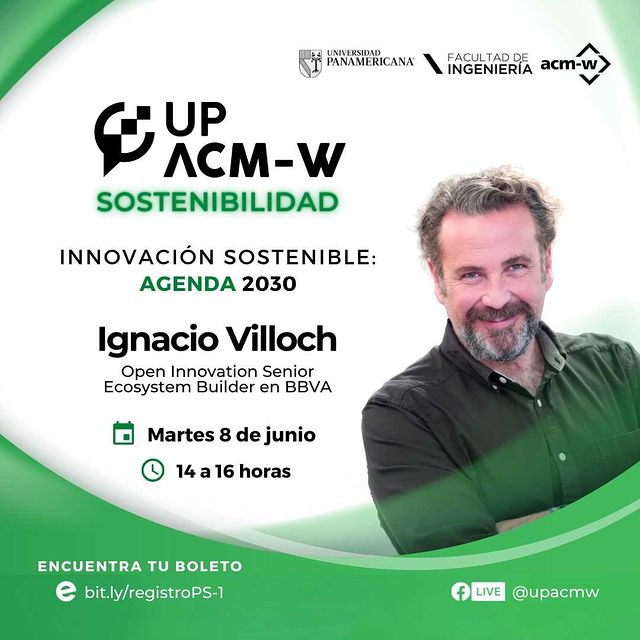 UNIVERSIDAD
PANAMERICANA
FACULTAD DE
INGENIERÍA
acm-w
UP
ACM-W
SOSTENIBILIDAD
INNOVACIÓN SOSTENIBLE:
AGENDA 2030
Ignacio Villoch
Open Innovation Senior
Ecosystem Builder en BBVA
Martes 8 de junio
14 a 16 horas
ENCUENTRA TU BOLETO
bit.ly/registroPS-1
LIVE @upacmw